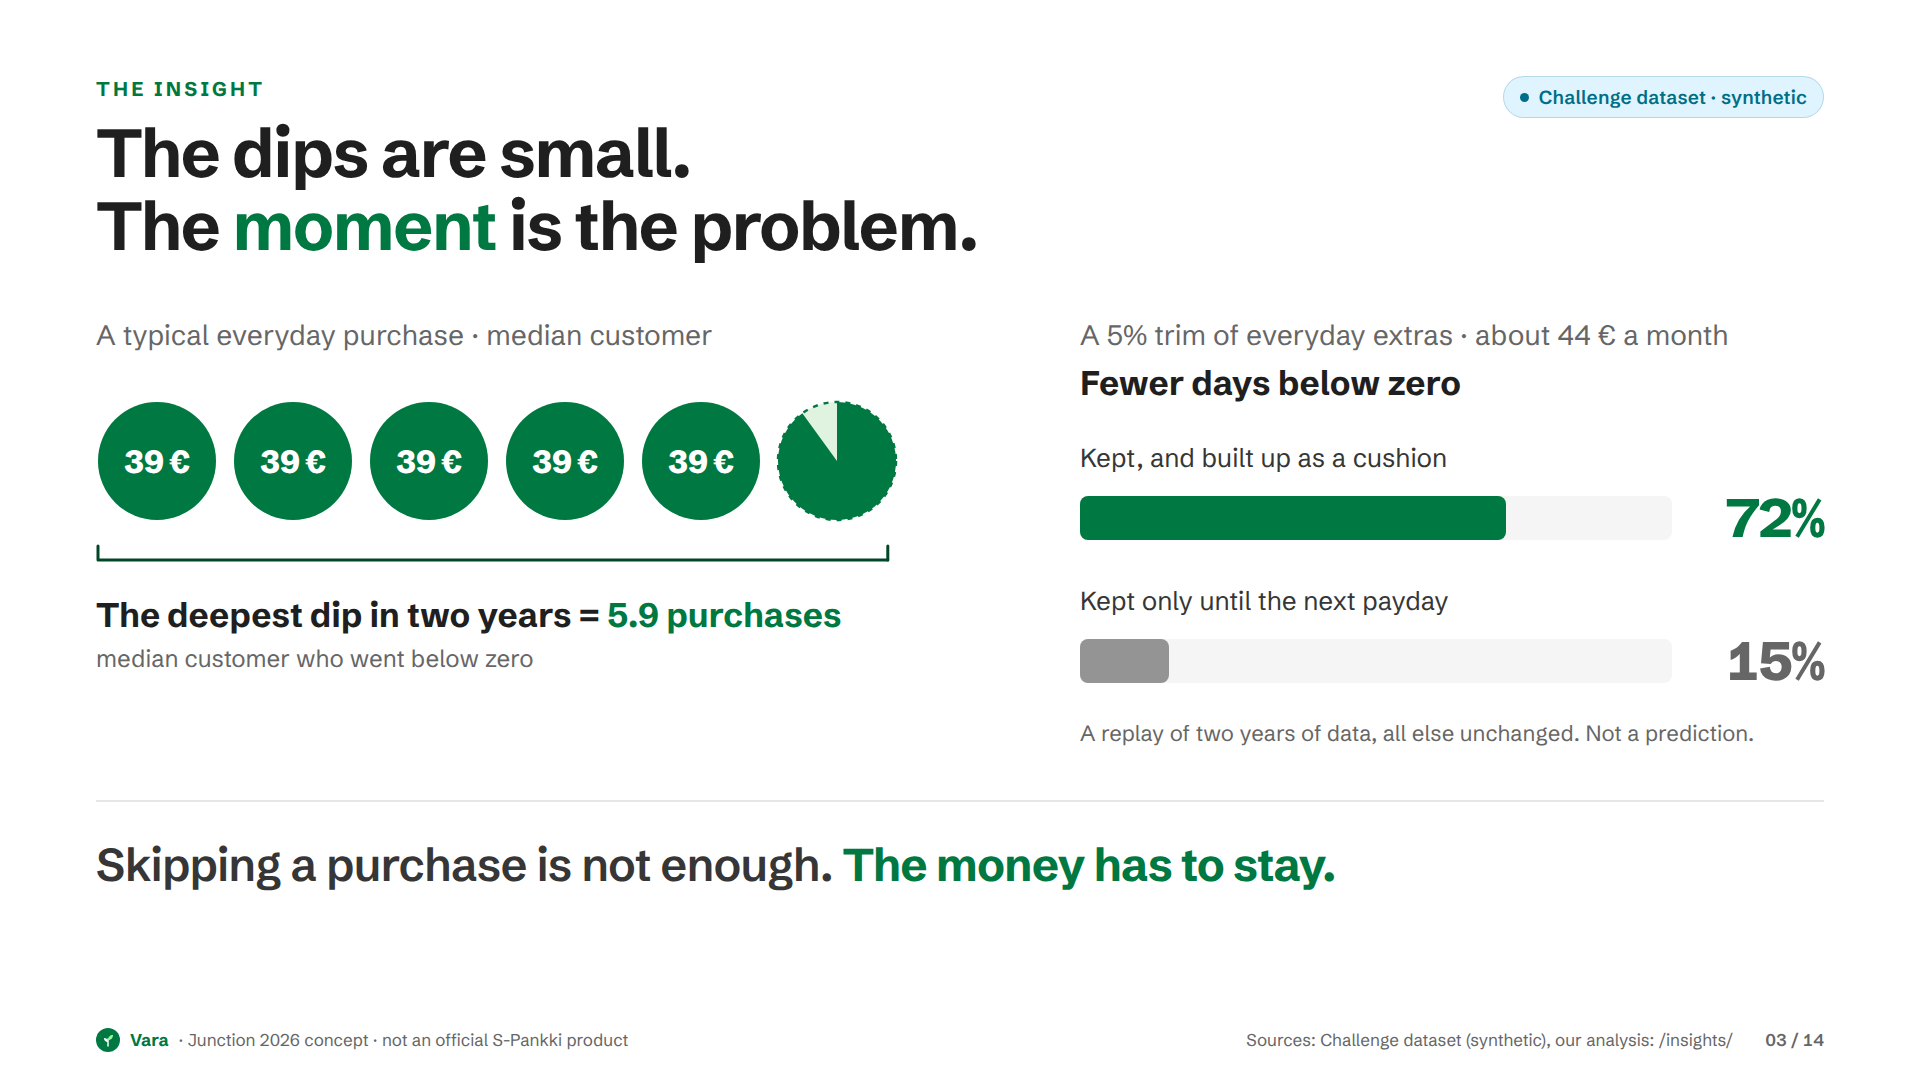 THE INSIGHT
Challenge dataset · synthetic
The dips are small.
The moment is the problem.
A typical everyday purchase · median customer
39 € 39 € 39 € 39 € 39 €
The deepest dip in two years = 5.9 purchases
median customer who went below zero
A 5% trim of everyday extras · about 44 € a month
Fewer days below zero
Kept, and built up as a cushion
72%
Kept only until the next payday
15%
A replay of two years of data, all else unchanged. Not a prediction.
Skipping a purchase is not enough. The money has to stay.
Vara · Junction 2026 concept · not an official S-Pankki product
Sources: Challenge dataset (synthetic), our analysis: /insights/ 03 / 14